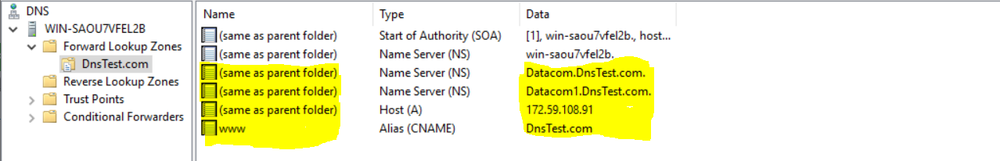 DNS
WIN-SAOU7VFEL2B
Forward Lookup Zones
DnsTest.com
Reverse Lookup Zones
Trust Points
Conditional Forwarders
Name Type Data
(same as parent folder) Start of Authority (SOA) [1], win-saou7vfel2b., host...
(same as parent folder) Name Server (NS) win-saou7vfel2b.
(same as parent folder) Name Server (NS) Datacom.DnsTest.com.
(same as parent folder) Name Server (NS) Datacom1.DnsTest.com.
(same as parent folder) Host (A) 172.59.108.91
www Alias (CNAME) DnsTest.com